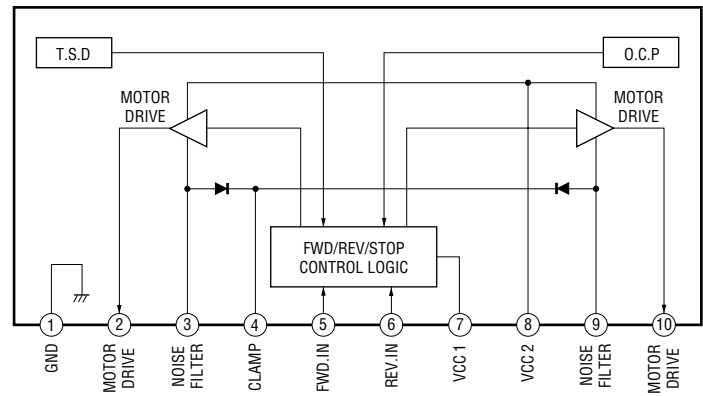 T.S.D
O.C.P
MOTOR
DRIVE
MOTOR
DRIVE
FWD/REV/STOP
CONTROL LOGIC
1
2
3
4
5
6
7
8
9
10
GND
MOTOR
DRIVE
NOISE
FILTER
CLAMP
FWD.IN
REV.IN
VCC 1
VCC 2
NOISE
FILTER
MOTOR
DRIVE